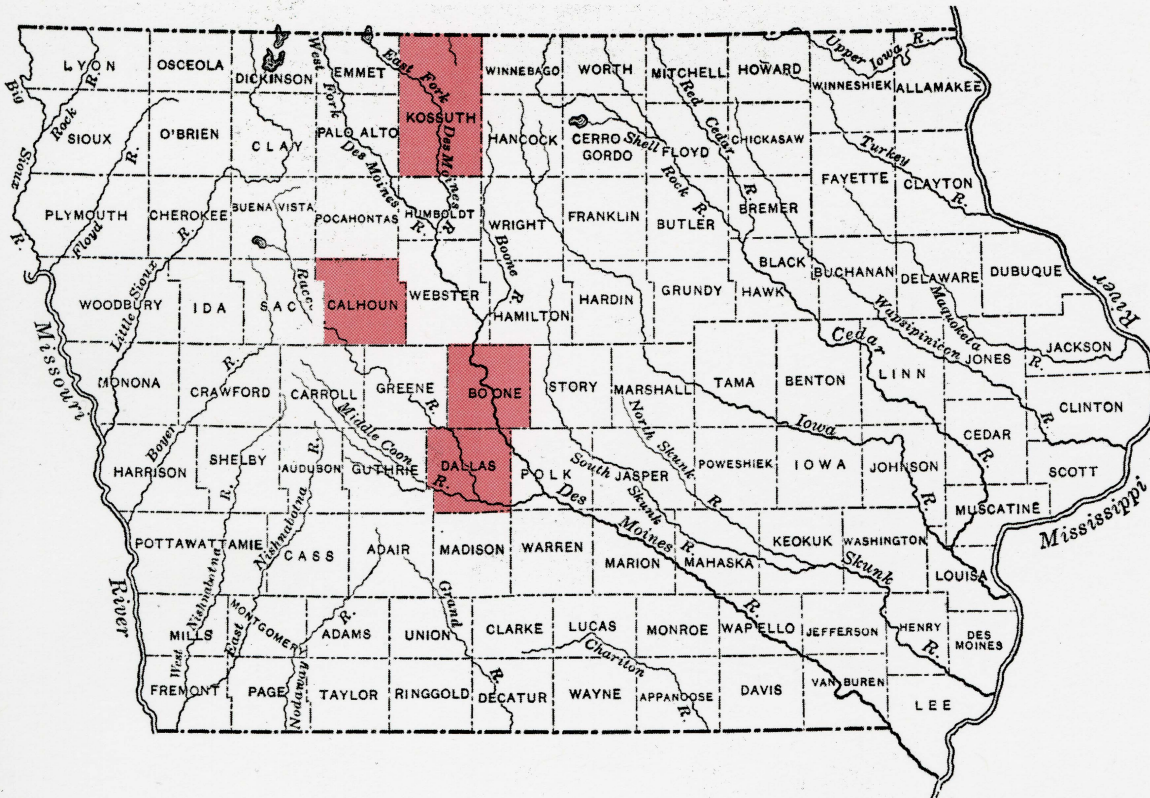 LYON
OSCEOLA
DICKINSON
EMMET
KOSSUTH
WINNEBAGO
WORTH
MITCHELL
HOWARD
WINNESHIEK
ALLAMAKEE
SIOUX
O'BRIEN
CLAY
PALO ALTO
HANCOCK
CERRO
GORDO
FLOYD
CHICKASAW
FAYETTE
CLAYTON
PLYMOUTH
CHEROKEE
BUENA VISTA
POCAHONTAS
HUMBOLDT
WRIGHT
FRANKLIN
BUTLER
BREMER
WOODBURY
IDA
SAC
CALHOUN
WEBSTER
HAMILTON
HARDIN
GRUNDY
BLACK
HAWK
BUCHANAN
DELAWARE
DUBUQUE
MONONA
CRAWFORD
CARROLL
GREENE
BOONE
STORY
MARSHALL
TAMA
BENTON
LINN
JONES
JACKSON
CLINTON
HARRISON
SHELBY
AUDUBON
GUTHRIE
DALLAS
POLK
JASPER
POWESHIEK
IOWA
JOHNSON
CEDAR
SCOTT
MUSCATINE
POTTAWATTAMIE
CASS
ADAIR
MADISON
WARREN
MARION
MAHASKA
KEOKUK
WASHINGTON
LOUISA
MILLS
MONTGOMERY
ADAMS
UNION
CLARKE
LUCAS
MONROE
WAPELLO
JEFFERSON
HENRY
DES
MOINES
FREMONT
PAGE
TAYLOR
RINGGOLD
DECATUR
WAYNE
APPANOOSE
DAVIS
VAN BUREN
LEE
Big Sioux R.
Rock R.
Floyd R.
Little Sioux R.
West Fork Des Moines R.
East Fork Des Moines R.
Boone R.
Shell Rock R.
Red Cedar R.
Upper Iowa R.
Turkey R.
Wapsipinicon R.
Maquoketa R.
Cedar R.
Iowa R.
Racc
R.
Middle Coon R.
Boyer R.
West Nishnabotna R.
East Nishnabotna R.
Nodaway R.
Grand R.
Chariton R.
Des Moines R.
South Skunk R.
North Skunk R.
Skunk R.
Missouri River
Mississippi River